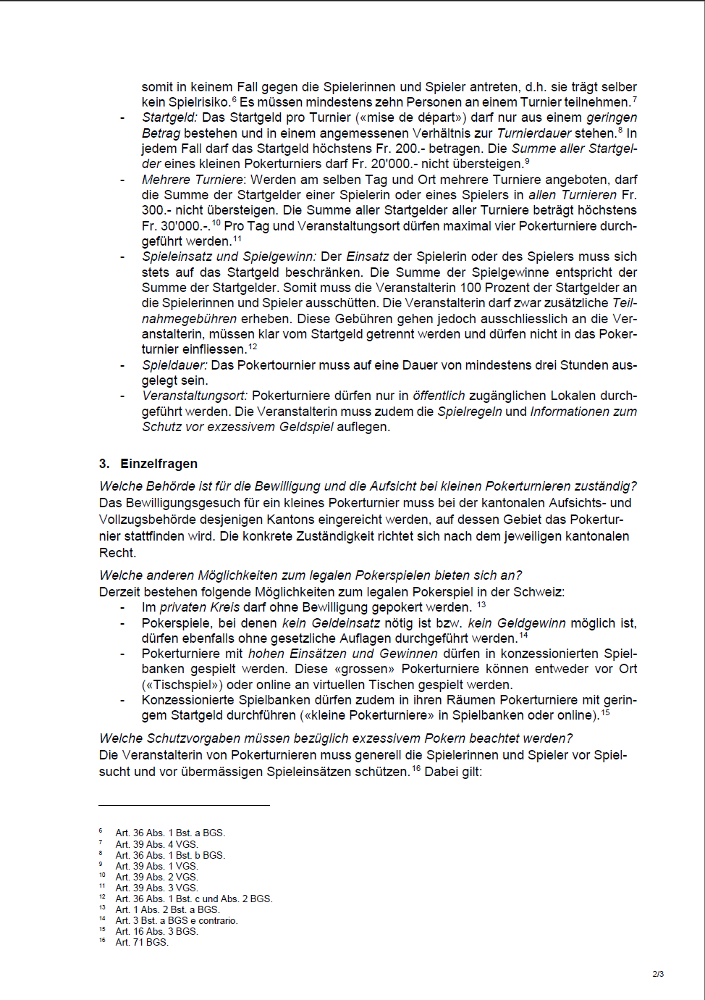 somit in keinem Fall gegen die Spielerinnen und Spieler antreten, d.h. sie trägt selber
kein Spielrisiko.⁶ Es müssen mindestens zehn Personen an einem Turnier teilnehmen.⁷
- Startgeld: Das Startgeld pro Turnier («mise de départ») darf nur aus einem geringen
Betrag bestehen und in einem angemessenen Verhältnis zur Turnierdauer stehen.⁸ In
jedem Fall darf das Startgeld höchstens Fr. 200.- betragen. Die Summe aller Startgel-
der eines kleinen Pokerturniers darf Fr. 20'000.- nicht übersteigen.⁹
- Mehrere Turniere: Werden am selben Tag und Ort mehrere Turniere angeboten, darf
die Summe der Startgelder einer Spielerin oder eines Spielers in allen Turnieren Fr.
300.- nicht übersteigen. Die Summe aller Startgelder aller Turniere beträgt höchstens
Fr. 30'000.-.¹⁰ Pro Tag und Veranstaltungsort dürfen maximal vier Pokerturniere durch-
geführt werden.¹¹
- Spieleinsatz und Spielgewinn: Der Einsatz der Spielerin oder des Spielers muss sich
stets auf das Startgeld beschränken. Die Summe der Spielgewinne entspricht der
Summe der Startgelder. Somit muss die Veranstalterin 100 Prozent der Startgelder an
die Spielerinnen und Spieler ausschütten. Die Veranstalterin darf zwar zusätzliche Teil-
nahmegebühren erheben. Diese Gebühren gehen jedoch ausschliesslich an die Ver-
anstalterin, müssen klar vom Startgeld getrennt werden und dürfen nicht in das Poker-
turnier einfliessen.¹²
- Spieldauer: Das Pokertournier muss auf eine Dauer von mindestens drei Stunden aus-
gelegt sein.
- Veranstaltungsort: Pokerturniere dürfen nur in öffentlich zugänglichen Lokalen durch-
geführt werden. Die Veranstalterin muss zudem die Spielregeln und Informationen zum
Schutz vor exzessivem Geldspiel auflegen.
3. Einzelfragen
Welche Behörde ist für die Bewilligung und die Aufsicht bei kleinen Pokerturnieren zuständig?
Das Bewilligungsgesuch für ein kleines Pokerturnier muss bei der kantonalen Aufsichts- und
Vollzugsbehörde desjenigen Kantons eingereicht werden, auf dessen Gebiet das Pokertur-
nier stattfinden wird. Die konkrete Zuständigkeit richtet sich nach dem jeweiligen kantonalen
Recht.
Welche anderen Möglichkeiten zum legalen Pokerspielen bieten sich an?
Derzeit bestehen folgende Möglichkeiten zum legalen Pokerspiel in der Schweiz:
- Im privaten Kreis darf ohne Bewilligung gepokert werden. ¹³
- Pokerspiele, bei denen kein Geldeinsatz nötig ist bzw. kein Geldgewinn möglich ist,
dürfen ebenfalls ohne gesetzliche Auflagen durchgeführt werden.¹⁴
- Pokerturniere mit hohen Einsätzen und Gewinnen dürfen in konzessionierten Spiel-
banken gespielt werden. Diese «grossen» Pokerturniere können entweder vor Ort
(«Tischspiel») oder online an virtuellen Tischen gespielt werden.
- Konzessionierte Spielbanken dürfen zudem in ihren Räumen Pokerturniere mit gerin-
gem Startgeld durchführen («kleine Pokerturniere» in Spielbanken oder online).¹⁵
Welche Schutzvorgaben müssen bezüglich exzessivem Pokern beachtet werden?
Die Veranstalterin von Pokerturnieren muss generell die Spielerinnen und Spieler vor Spiel-
sucht und vor übermässigen Spieleinsätzen schützen.¹⁶ Dabei gilt:
⁶ Art. 36 Abs. 1 Bst. a BGS.
⁷ Art. 39 Abs. 4 VGS.
⁸ Art. 36 Abs. 1 Bst. b BGS.
⁹ Art. 39 Abs. 1 VGS.
¹⁰ Art. 39 Abs. 2 VGS.
¹¹ Art. 39 Abs. 3 VGS.
¹² Art. 36 Abs. 1 Bst. c und Abs. 2 BGS.
¹³ Art. 1 Abs. 2 Bst. a BGS.
¹⁴ Art. 3 Bst. a BGS e contrario.
¹⁵ Art. 16 Abs. 3 BGS.
¹⁶ Art. 71 BGS.
2/3